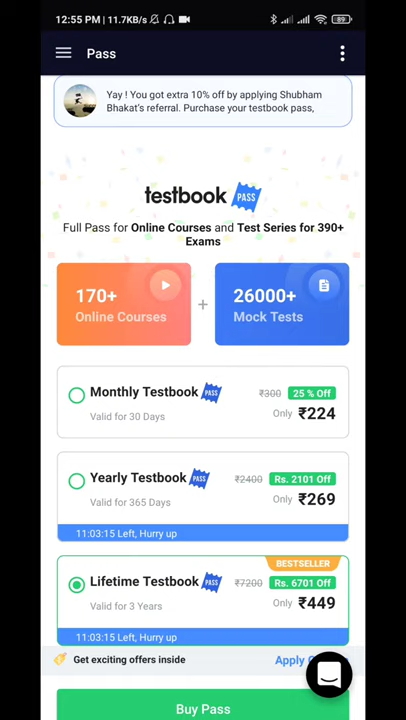 12:55 PM | 11.7KB/s
89
Pass
Yay ! You got extra 10% off by applying Shubham
Bhakat's referral. Purchase your testbook pass,
testbook PASS
Full Pass for Online Courses and Test Series for 390+
Exams
170+
Online Courses
+
26000+
Mock Tests
Monthly Testbook PASS
₹300 25 % Off
Valid for 30 Days
Only ₹224
Yearly Testbook PASS
₹2400 Rs. 2101 Off
Valid for 365 Days
Only ₹269
11:03:15 Left, Hurry up
BESTSELLER
Lifetime Testbook PASS
₹7200 Rs. 6701 Off
Valid for 3 Years
Only ₹449
11:03:15 Left, Hurry up
Get exciting offers inside
Apply
Buy Pass